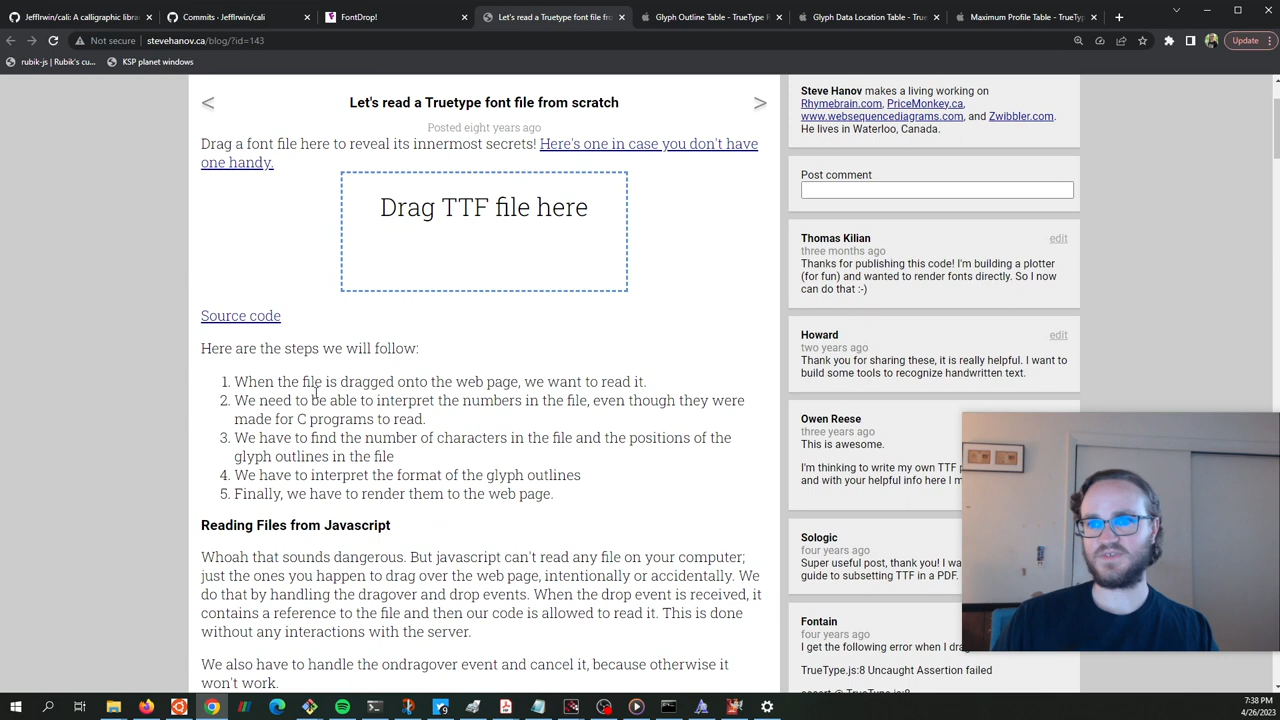 Jefflrwin/cali: A calligraphic libra
Commits · Jefflrwin/cali
FontDrop!
Let's read a Truetype font file fro
Glyph Outline Table - TrueType R
Glyph Data Location Table - Tru
Maximum Profile Table - TrueTyp
Not secure
stevehanov.ca/blog/?id=143
Update
rubik-js | Rubik's cu...
KSP planet windows
<
Let's read a Truetype font file from scratch
>
Posted eight years ago
Drag a font file here to reveal its innermost secrets! Here's one in case you don't have
one handy.
Drag TTF file here
Source code
Here are the steps we will follow:
1. When the file is dragged onto the web page, we want to read it.
2. We need to be able to interpret the numbers in the file, even though they were
made for C programs to read.
3. We have to find the number of characters in the file and the positions of the
glyph outlines in the file
4. We have to interpret the format of the glyph outlines
5. Finally, we have to render them to the web page.
Reading Files from Javascript
Whoah that sounds dangerous. But javascript can't read any file on your computer;
just the ones you happen to drag over the web page, intentionally or accidentally. We
do that by handling the dragover and drop events. When the drop event is received, it
contains a reference to the file and then our code is allowed to read it. This is done
without any interactions with the server.
We also have to handle the ondragover event and cancel it, because otherwise it
won't work.
Steve Hanov makes a living working on
Rhymebrain.com, PriceMonkey.ca,
www.websequencediagrams.com, and Zwibbler.com.
He lives in Waterloo, Canada.
Post comment
Thomas Kilian
edit
three months ago
Thanks for publishing this code! I'm building a plotter
(for fun) and wanted to render fonts directly. So I now
can do that :-)
Howard
edit
two years ago
Thank you for sharing these, it is really helpful. I want to
build some tools to recognize handwritten text.
Owen Reese
three years ago
This is awesome.
I'm thinking to write my own TTF
and with your helpful info here I
Sologic
four years ago
Super useful post, thank you! I
guide to subsetting TTF in a PDF.
Fontain
four years ago
I get the following error when I
TrueType.js:8 Uncaught Assertion failed
assert @ TrueType.js:8
7:38 PM
4/26/2023